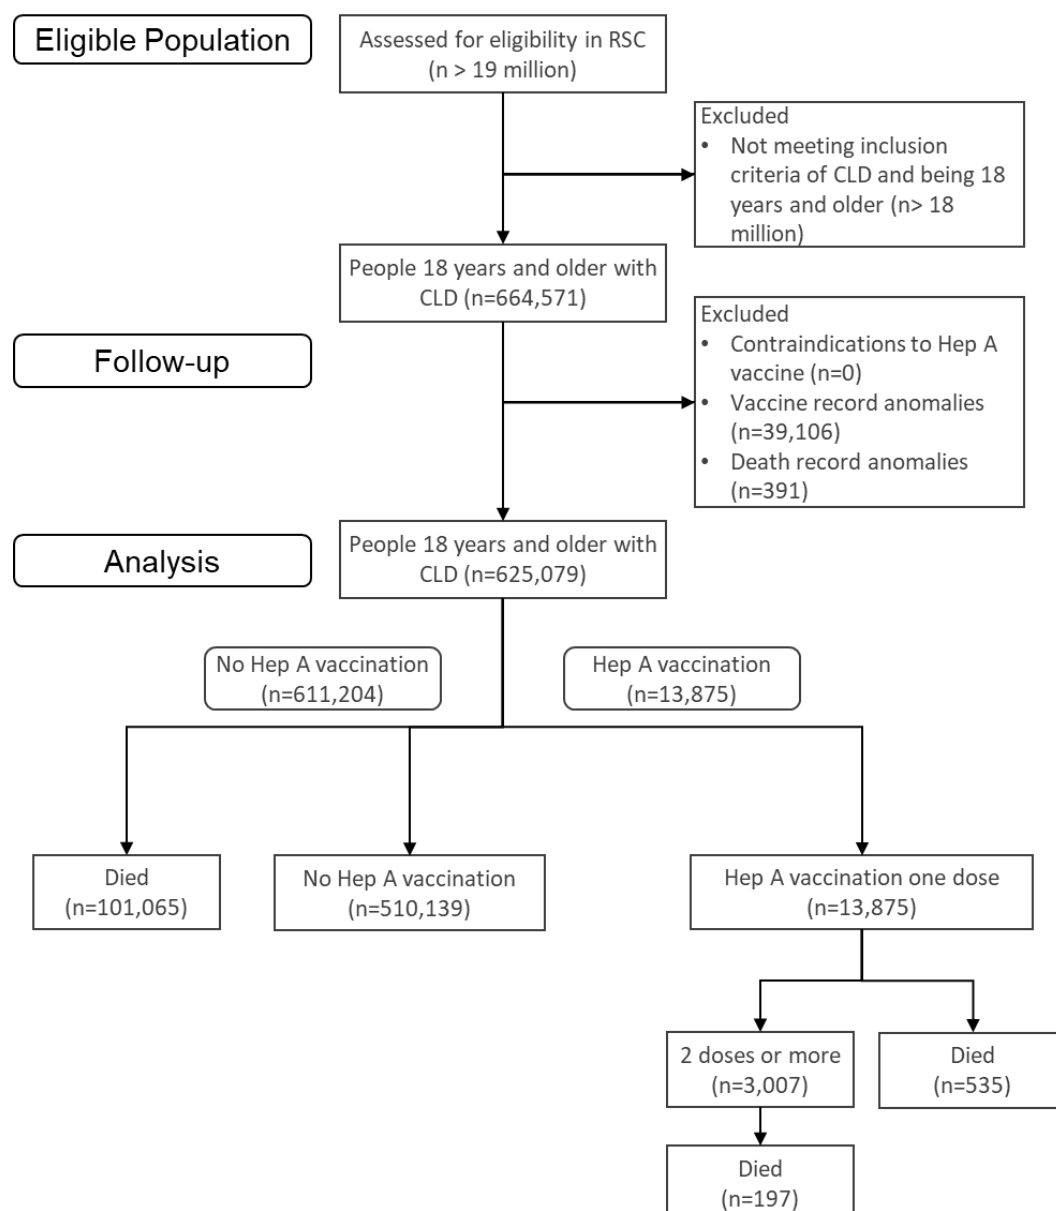 Eligible Population
Assessed for eligibility in RSC
(n > 19 million)
Excluded
• Not meeting inclusion
criteria of CLD and being 18
years and older (n> 18
million)
People 18 years and older with
CLD (n=664,571)
Follow-up
Excluded
• Contraindications to Hep A
vaccine (n=0)
• Vaccine record anomalies
(n=39,106)
• Death record anomalies
(n=391)
Analysis
People 18 years and older with
CLD (n=625,079)
No Hep A vaccination
(n=611,204)
Hep A vaccination
(n=13,875)
Died
(n=101,065)
No Hep A vaccination
(n=510,139)
Hep A vaccination one dose
(n=13,875)
2 doses or more
(n=3,007)
Died
(n=535)
Died
(n=197)